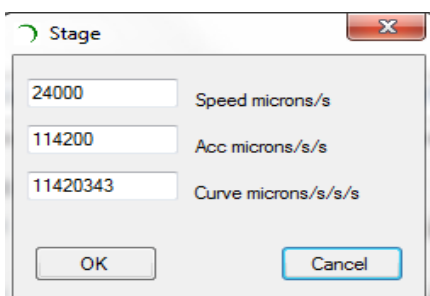 Stage
24000 Speed microns/s
114200 Acc microns/s/s
11420343 Curve microns/s/s/s
OK Cancel